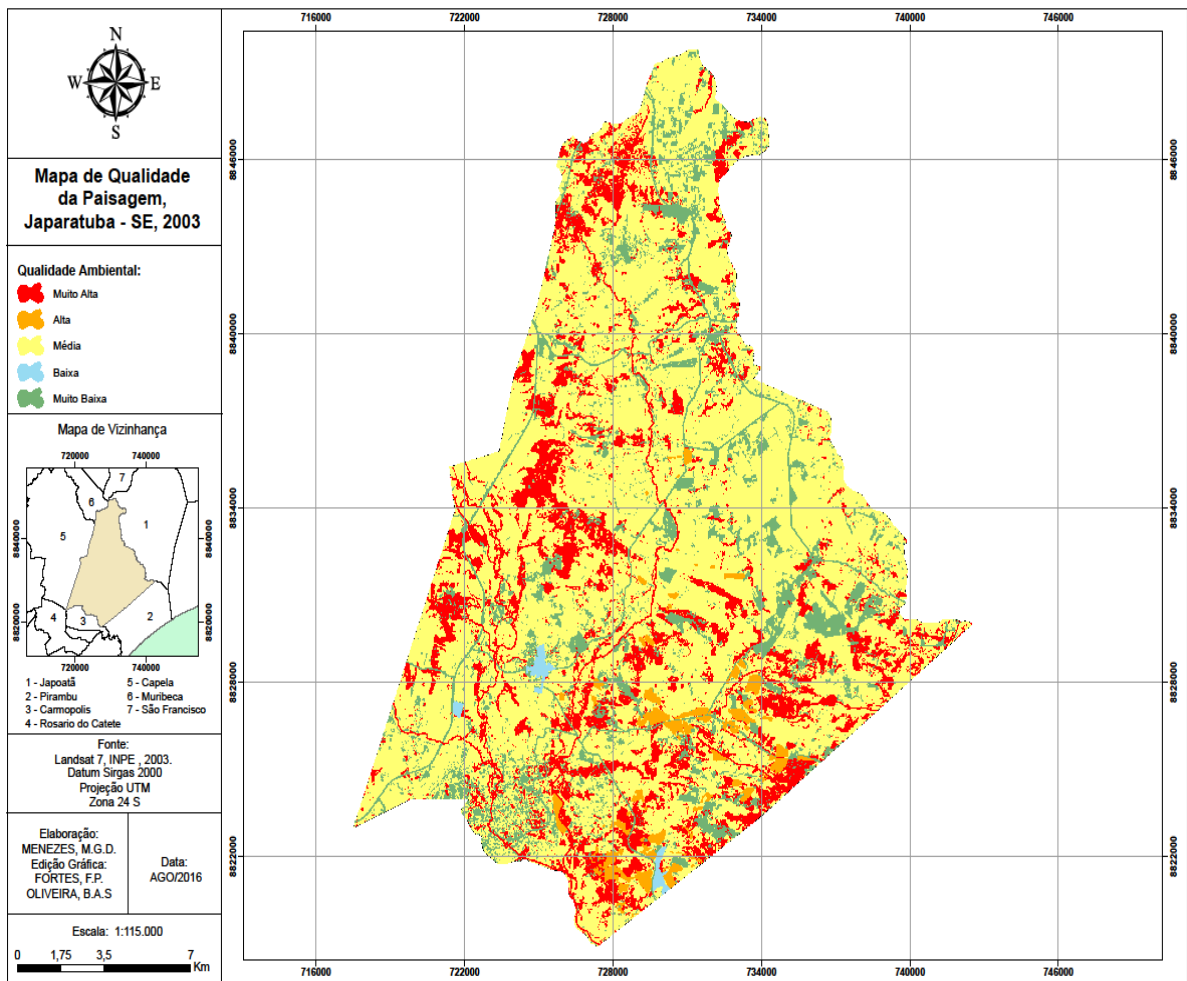 N
W E
S
Mapa de Qualidade
da Paisagem,
Japaratuba - SE, 2003
Qualidade Ambiental:
Muito Alta
Alta
Média
Baixa
Muito Baixa
Mapa de Vizinhança
720000 740000
8840000 8840000
8820000 8820000
7
6
1
5
4
3
2
720000 740000
1 - Japoatã 5 - Capela
2 - Pirambu 6 - Muribeca
3 - Carmopolis 7 - São Francisco
4 - Rosario do Catete
Fonte:
Landsat 7, INPE , 2003.
Datum Sirgas 2000
Projeção UTM
Zona 24 S
Elaboração:
MENEZES, M.G.D.
Edição Gráfica:
FORTES, F.P.
OLIVEIRA, B.A.S
Data:
AGO/2016
Escala: 1:115.000
0 1,75 3,5 7
Km
716000 722000 728000 734000 740000 746000
8846000 8846000
8840000 8840000
8834000 8834000
8828000 8828000
8822000 8822000
716000 722000 728000 734000 740000 746000